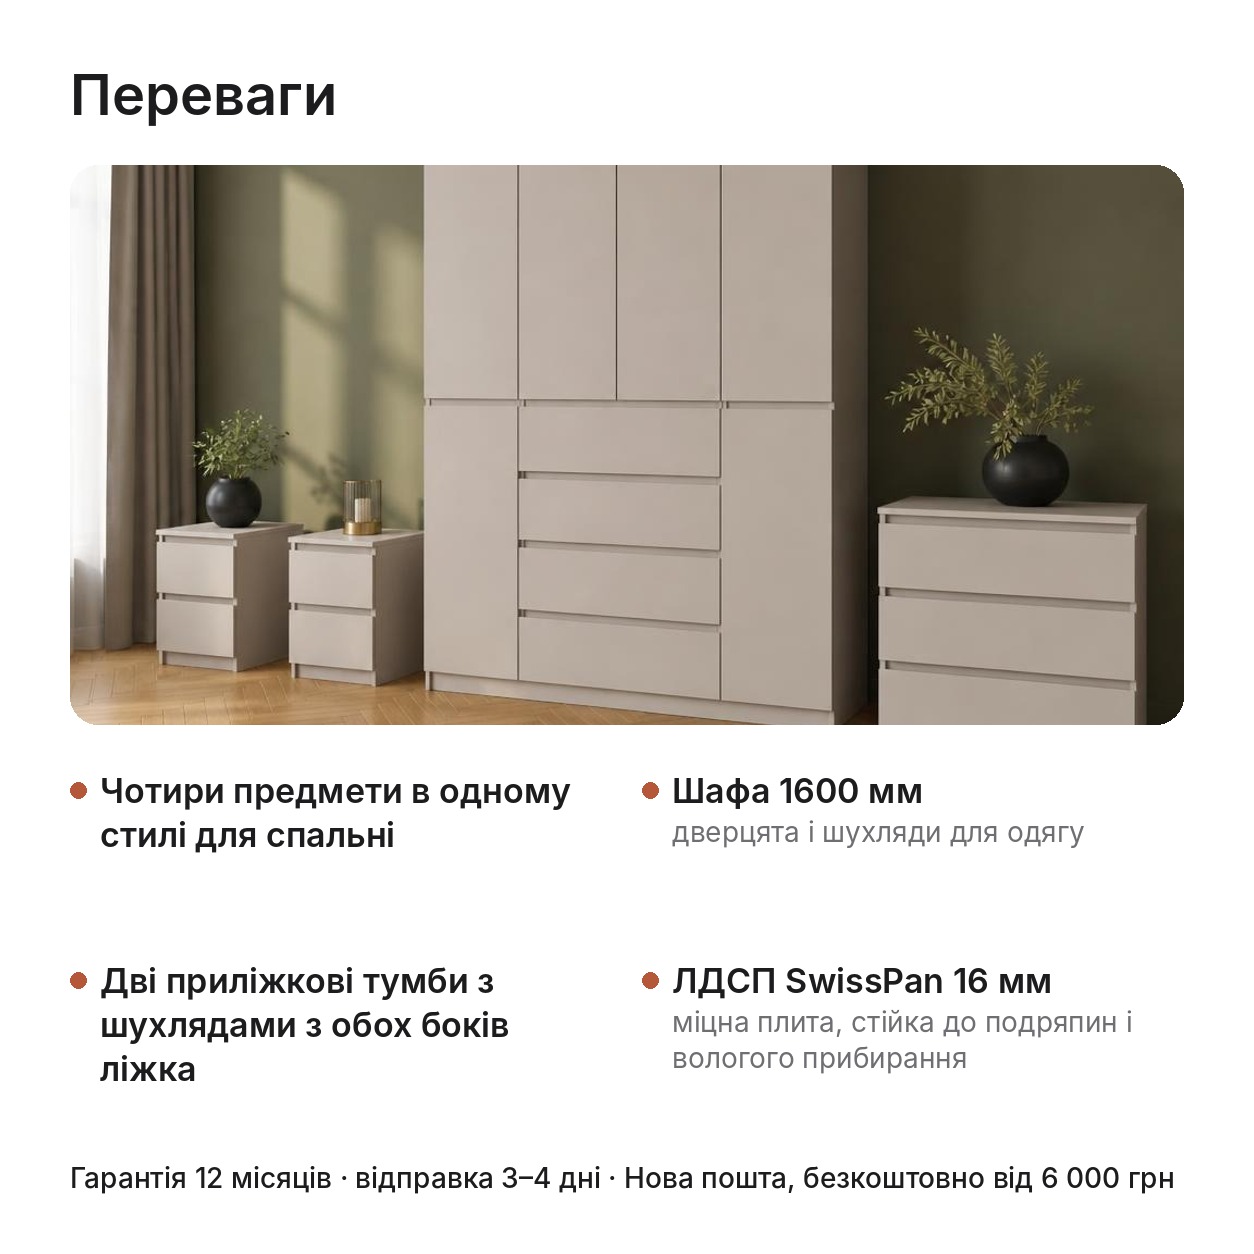 Переваги
Чотири предмети в одному
стилі для спальні
Шафа 1600 мм
дверцята і шухляди для одягу
Дві приліжкові тумби з
шухлядами з обох боків
ліжка
ЛДСП SwissPan 16 мм
міцна плита, стійка до подряпин і
вологого прибирання
Гарантія 12 місяців · відправка 3–4 дні · Нова пошта, безкоштовно від 6 000 грн